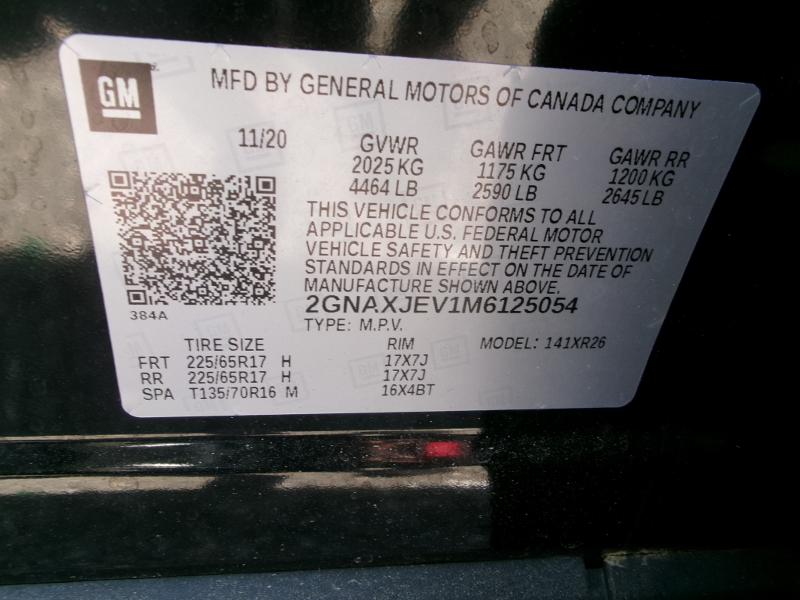 GM
MFD BY GENERAL MOTORS OF CANADA COMPANY
11/20 GVWR GAWR FRT GAWR RR
2025 KG 1175 KG 1200 KG
4464 LB 2590 LB 2645 LB
THIS VEHICLE CONFORMS TO ALL
APPLICABLE U.S. FEDERAL MOTOR
VEHICLE SAFETY AND THEFT PREVENTION
STANDARDS IN EFFECT ON THE DATE OF
MANUFACTURE SHOWN ABOVE.
384A
2GNAXJEV1M6125054
TYPE: M.P.V.
TIRE SIZE RIM MODEL: 141XR26
FRT 225/65R17 H 17X7J
RR 225/65R17 H 17X7J
SPA T135/70R16 M 16X4BT